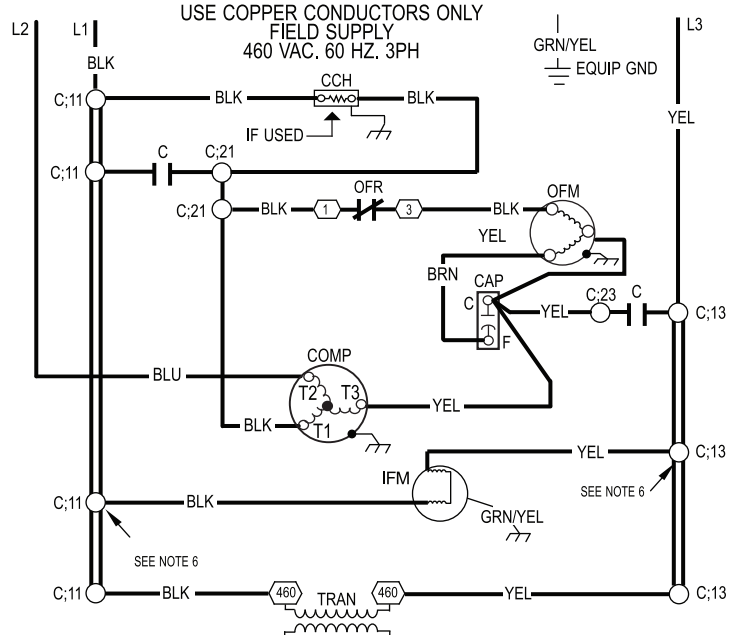 USE COPPER CONDUCTORS ONLY
FIELD SUPPLY
460 VAC. 60 HZ. 3PH
L2
L1
L3
BLK
GRN/YEL
EQUIP GND
CCH
C;11
BLK
BLK
IF USED
YEL
C
C;21
C;11
OFR
OFM
C;21
BLK
1
3
BLK
YEL
BRN
CAP
C
YEL
C;23
C
C;13
F
COMP
BLU
T2
T3
YEL
BLK
T1
YEL
C;13
IFM
SEE NOTE 6
C;11
BLK
GRN/YEL
SEE NOTE 6
C;11
BLK
460
TRAN
460
YEL
C;13